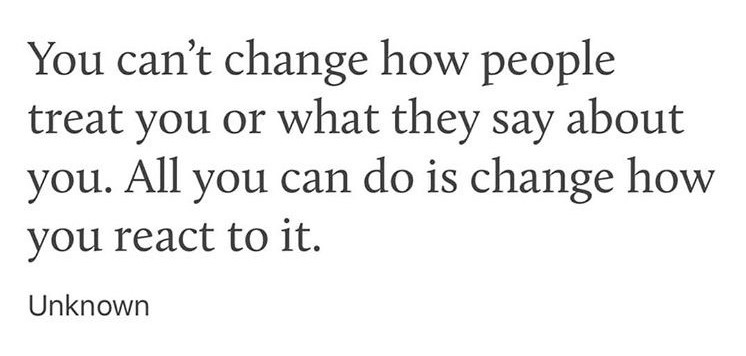 You can’t change how people
treat you or what they say about
you. All you can do is change how
you react to it.
Unknown